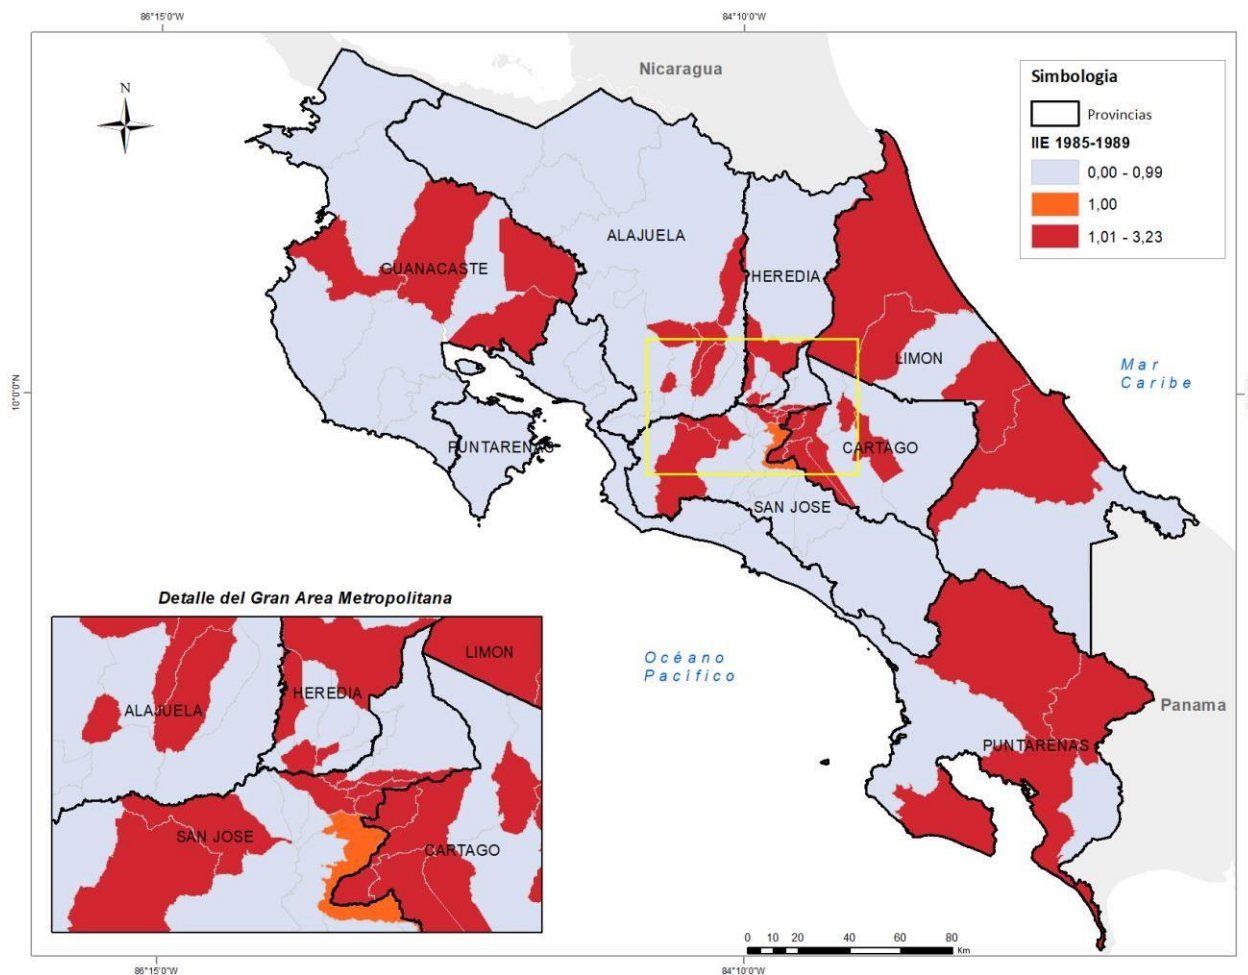 86°15'0"W
84°10'0"W
Nicaragua
N
Simbologia
Provincias
IIE 1985-1989
0,00 - 0,99
1,00
1,01 - 3,23
ALAJUELA
GUANACASTE
HEREDIA
LIMON
Mar
Caribe
10°0'0"N
PUNTARENAS
CARTAGO
SAN JOSE
Detalle del Gran Area Metropolitana
Océano
Pacífico
LIMON
HEREDIA
ALAJUELA
SAN JOSE
CARTAGO
Panama
PUNTARENAS
0 10 20 40 60 80
Km
86°15'0"W
84°10'0"W